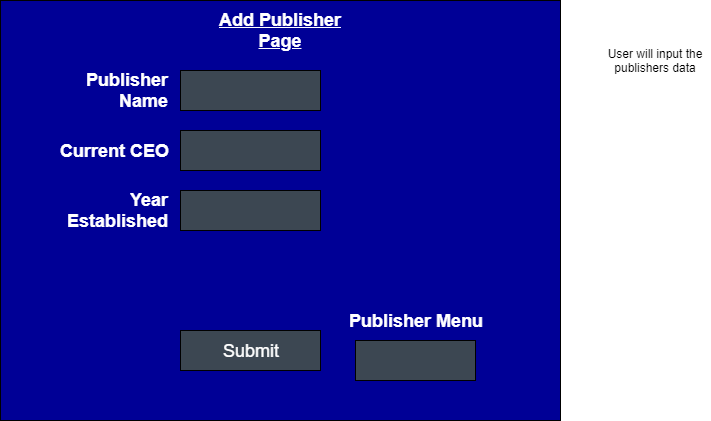 Add Publisher
Page
User will input the
publishers data
Publisher
Name
Current CEO
Year
Established
Publisher Menu
Submit